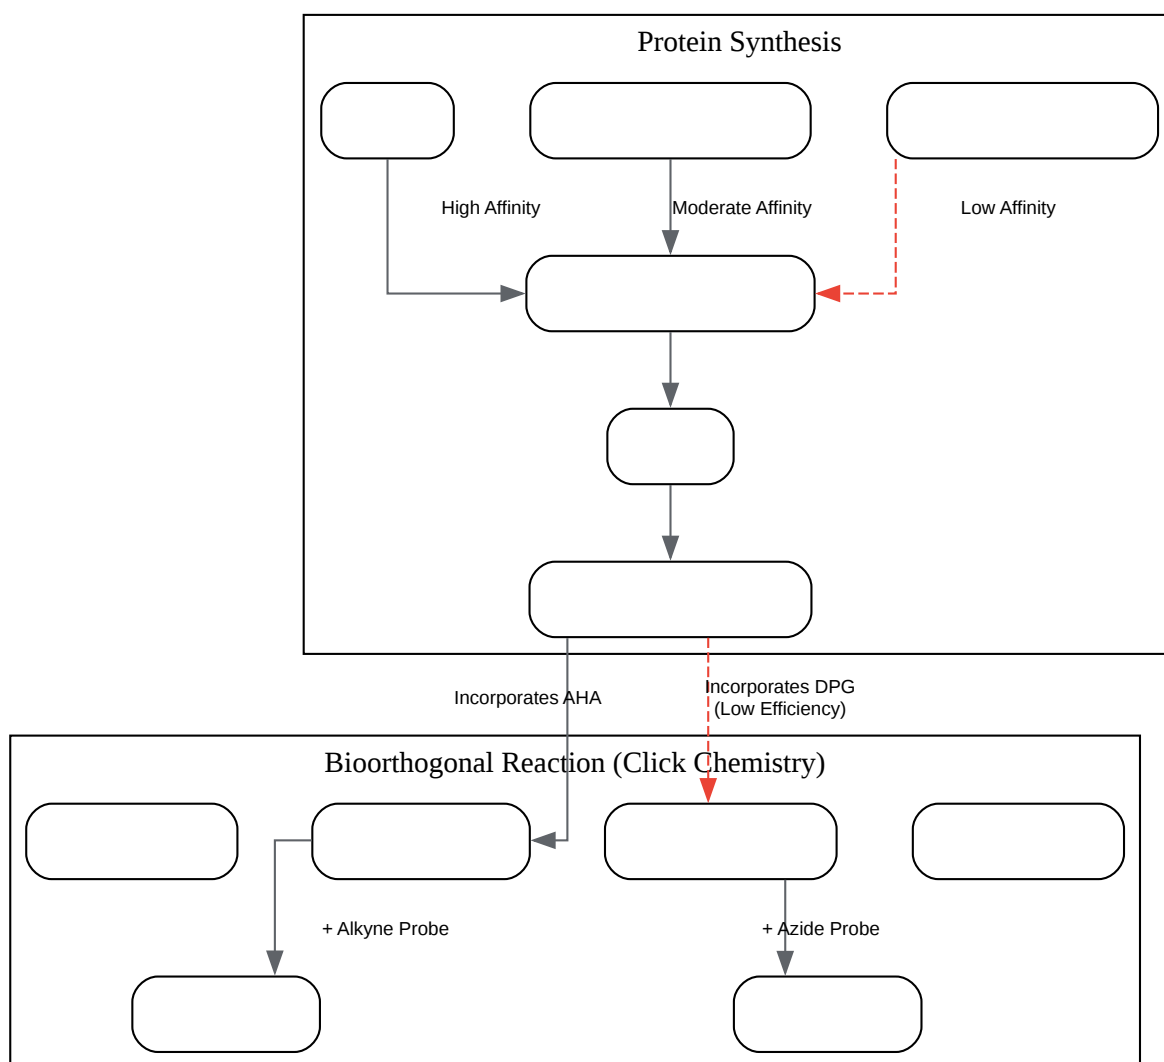 Protein Synthesis
High Affinity
Moderate Affinity
Low Affinity
Incorporates AHA
Incorporates DPG
(Low Efficiency)
Bioorthogonal Reaction (Click Chemistry)
+ Alkyne Probe
+ Azide Probe